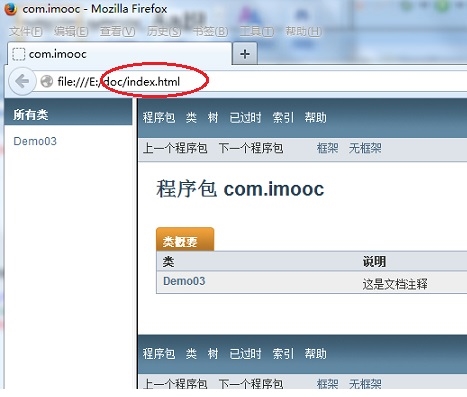 com.imooc - Mozilla Firefox
文件(F) 编辑(E) 查看(V) 历史(S) 书签(B) 工具(T) 帮助(H)
com.imooc
file:///E:/doc/index.html
所有类
Demo03
程序包 类 树 已过时 索引 帮助
上一个程序包 下一个程序包 框架 无框架
程序包 com.imooc
类概要
类 说明
Demo03 这是文档注释
程序包 类 树 已过时 索引 帮助
上一个程序包 下一个程序包 框架 无框架